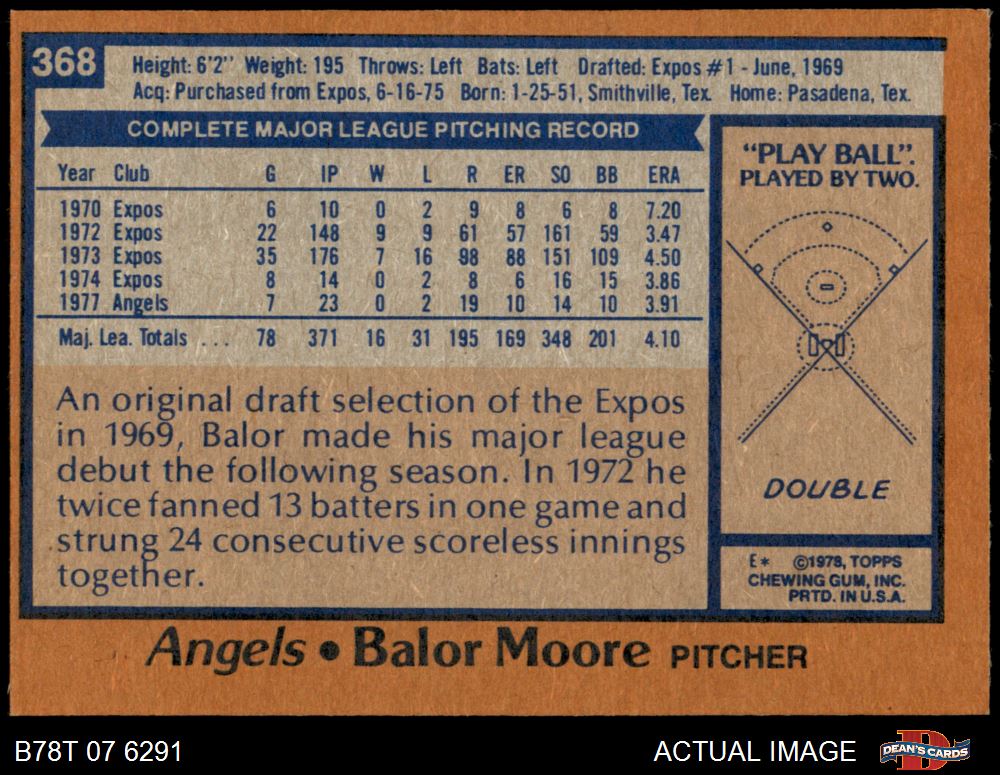 368
Height: 6'2" Weight: 195 Throws: Left Bats: Left Drafted: Expos #1 - June, 1969
Acq: Purchased from Expos, 6-16-75 Born: 1-25-51, Smithville, Tex. Home: Pasadena, Tex.
COMPLETE MAJOR LEAGUE PITCHING RECORD
Year Club G IP W L R ER SO BB ERA
1970 Expos 6 10 0 2 9 8 6 8 7.20
1972 Expos 22 148 9 9 61 57 161 59 3.47
1973 Expos 35 176 7 16 98 88 151 109 4.50
1974 Expos 8 14 0 2 8 6 16 15 3.86
1977 Angels 7 23 0 2 19 10 14 10 3.91
Maj. Lea. Totals . . . 78 371 16 31 195 169 348 201 4.10
An original draft selection of the Expos
in 1969, Balor made his major league
debut the following season. In 1972 he
twice fanned 13 batters in one game and
strung 24 consecutive scoreless innings
together.
"PLAY BALL".
PLAYED BY TWO.
DOUBLE
E* ©1978, TOPPS
CHEWING GUM, INC.
PRTD. IN U.S.A.
Angels • Balor Moore PITCHER
B78T 07 6291
ACTUAL IMAGE
DEAN'S CARDS